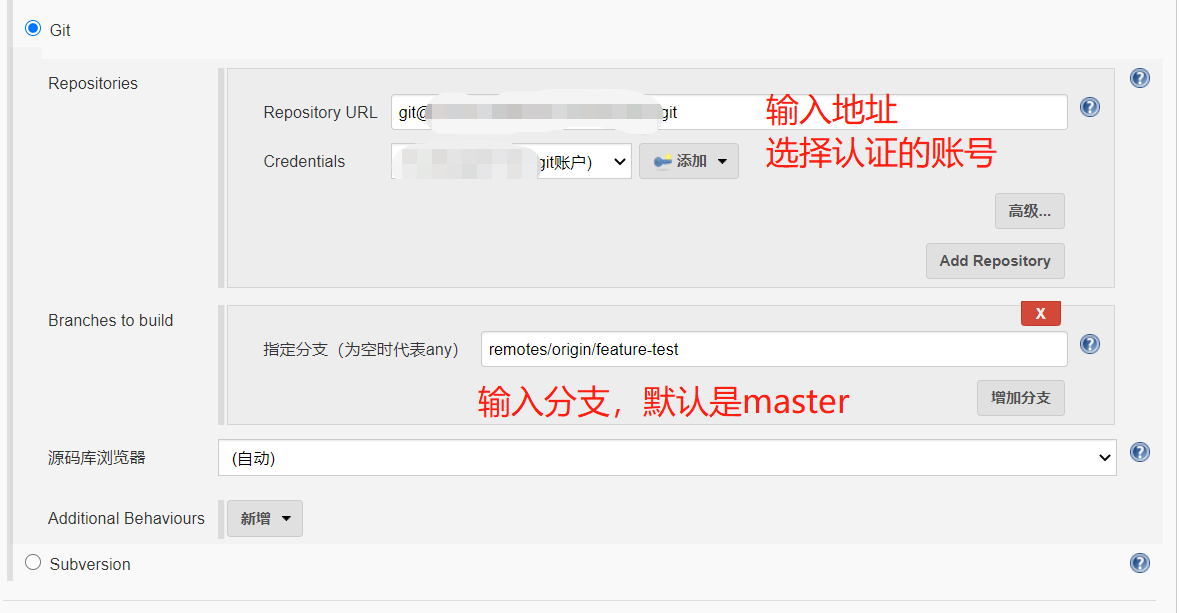 Git
Repositories
Repository URL git@ git 输入地址
Credentials git账户) 添加 选择认证的账号
高级...
Add Repository
Branches to build
X
指定分支（为空时代表any） remotes/origin/feature-test
输入分支，默认是master
增加分支
源码库浏览器 (自动)
Additional Behaviours 新增
Subversion